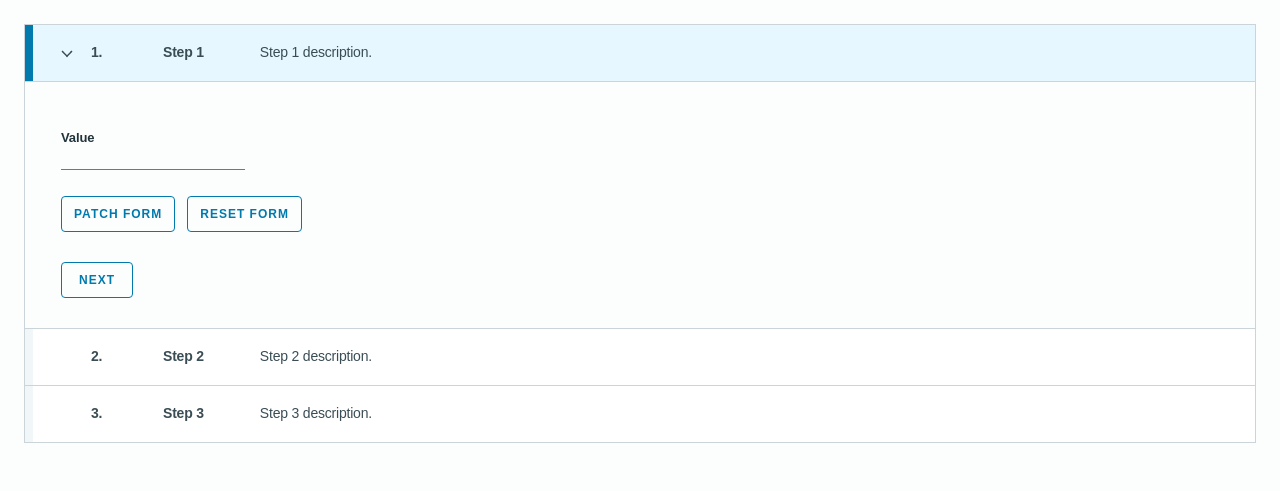 1. Step 1 Step 1 description.
Value
PATCH FORM RESET FORM
NEXT
2. Step 2 Step 2 description.
3. Step 3 Step 3 description.